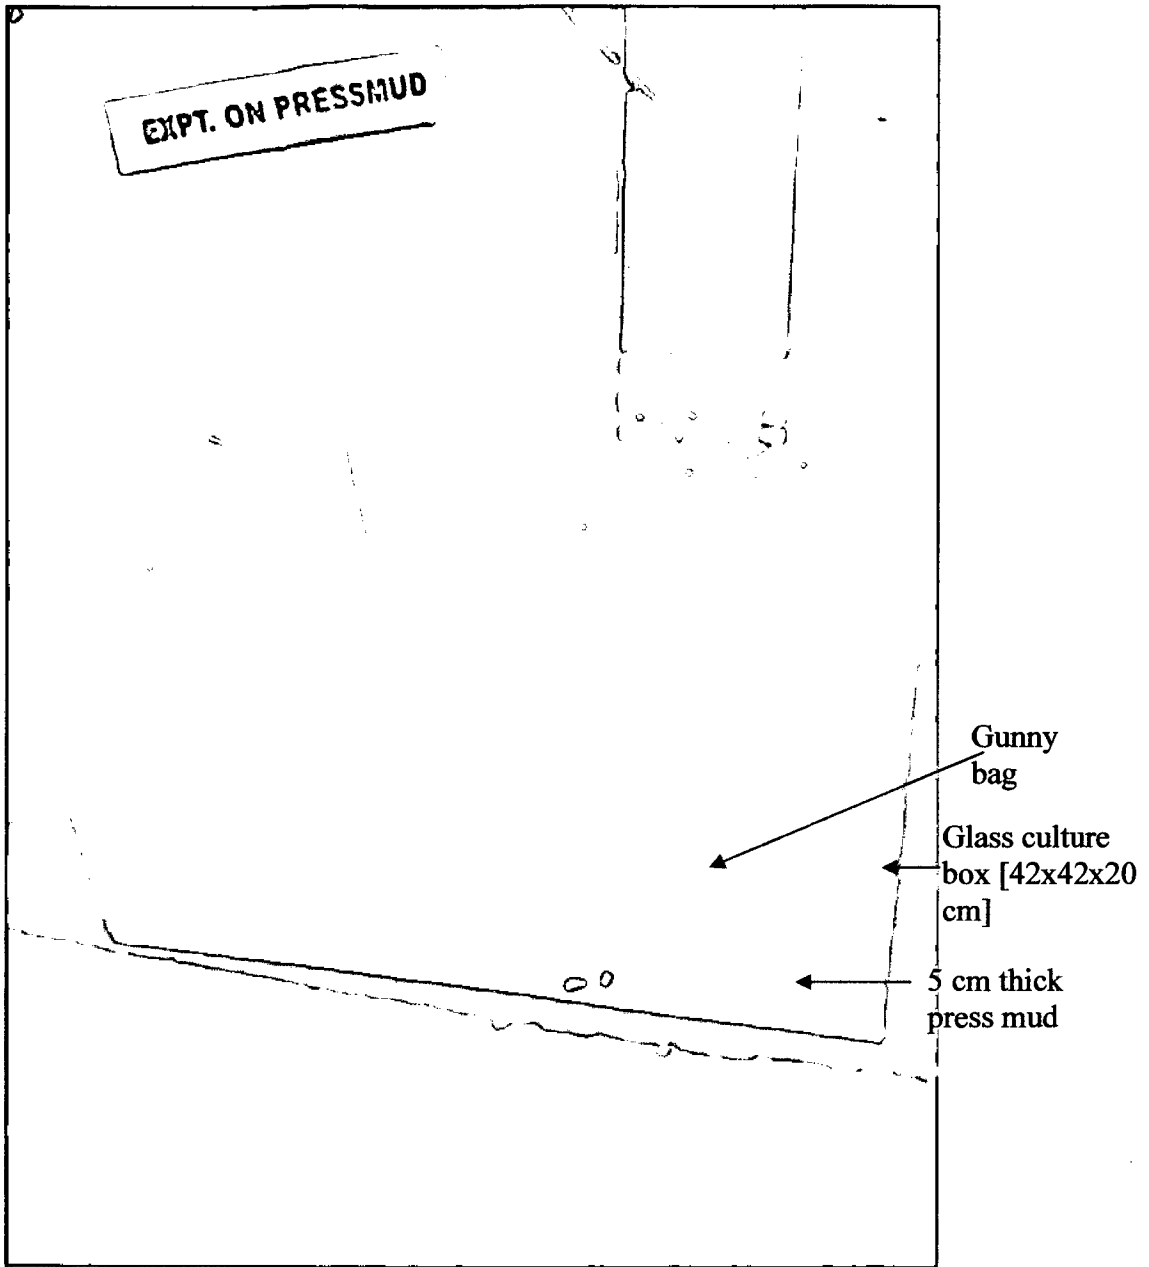 EXPT. ON PRESSMUD
Gunny
bag
Glass culture
box [42x42x20
cm]
5 cm thick
press mud